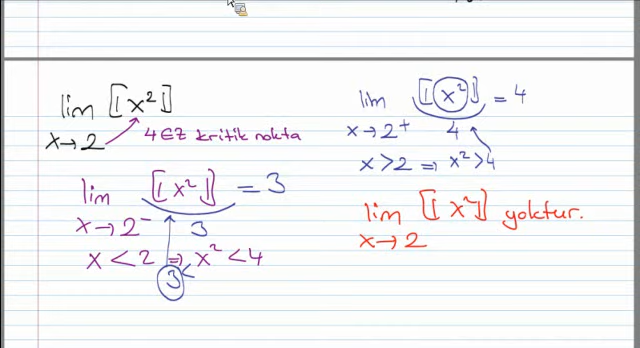 lim ⟦x²⟧
x→2 4∈Z kritik nokta
lim ⟦x²⟧ = 3
x→2⁻ 3
x<2 ⇒ x²<4
3<
lim ⟦x²⟧ = 4
x→2⁺ 4
x>2 ⇒ x²>4
lim ⟦x²⟧ yoktur.
x→2